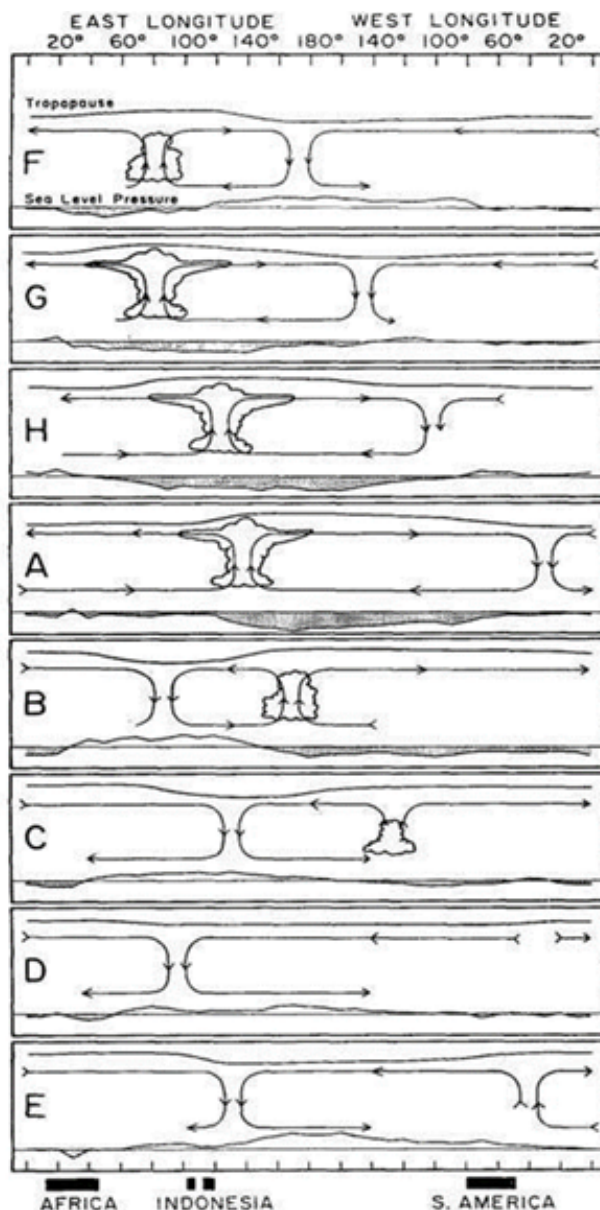 EAST LONGITUDE WEST LONGITUDE
20° 60° 100° 140° 180° 140° 100° 60° 20°
Tropopause
F
Sea Level Pressure
G
H
A
B
C
D
E
AFRICA INDONESIA S. AMERICA